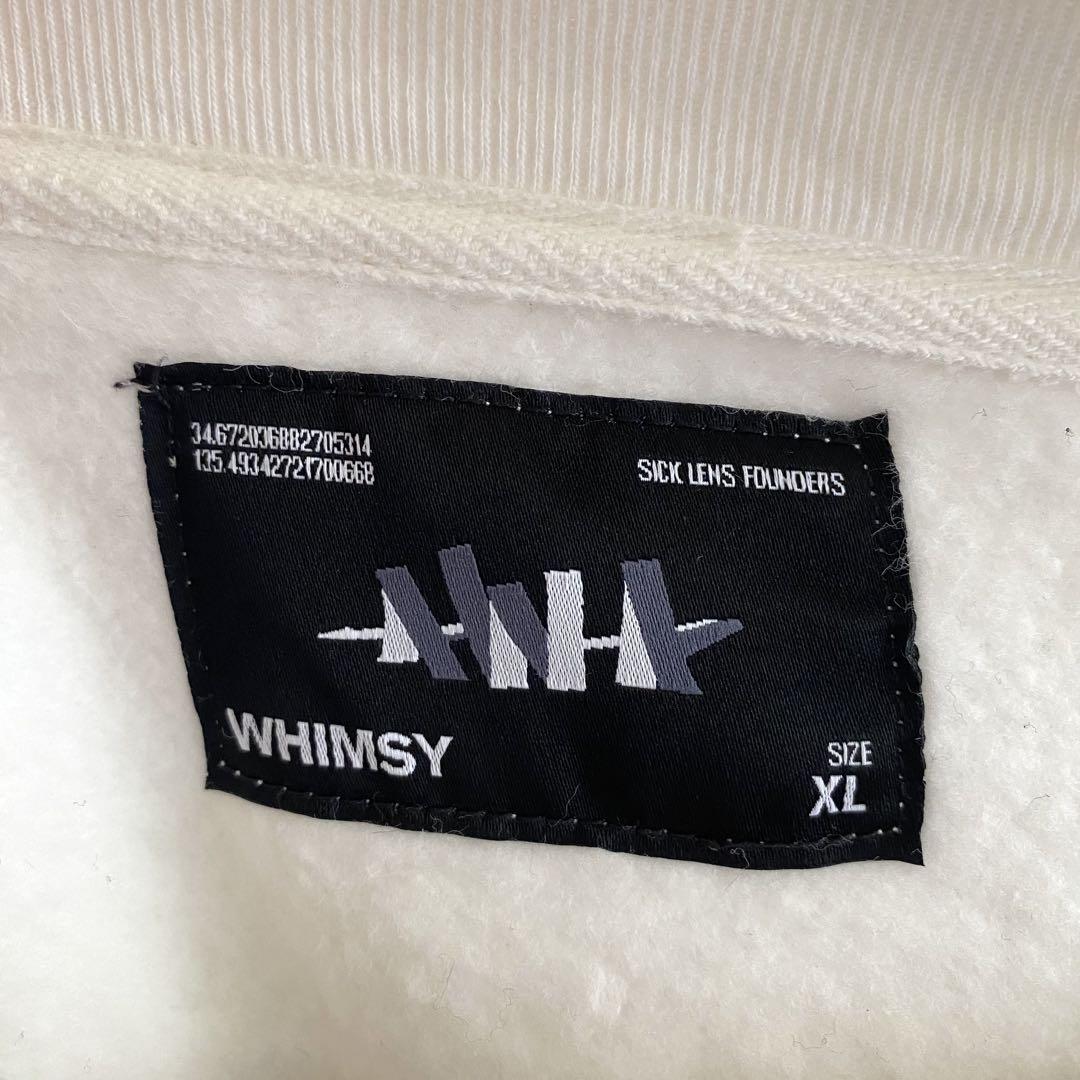 34.672036882705314
135.49342721700668
SICK LENS FOUNDERS
WHIMSY
SIZE
XL